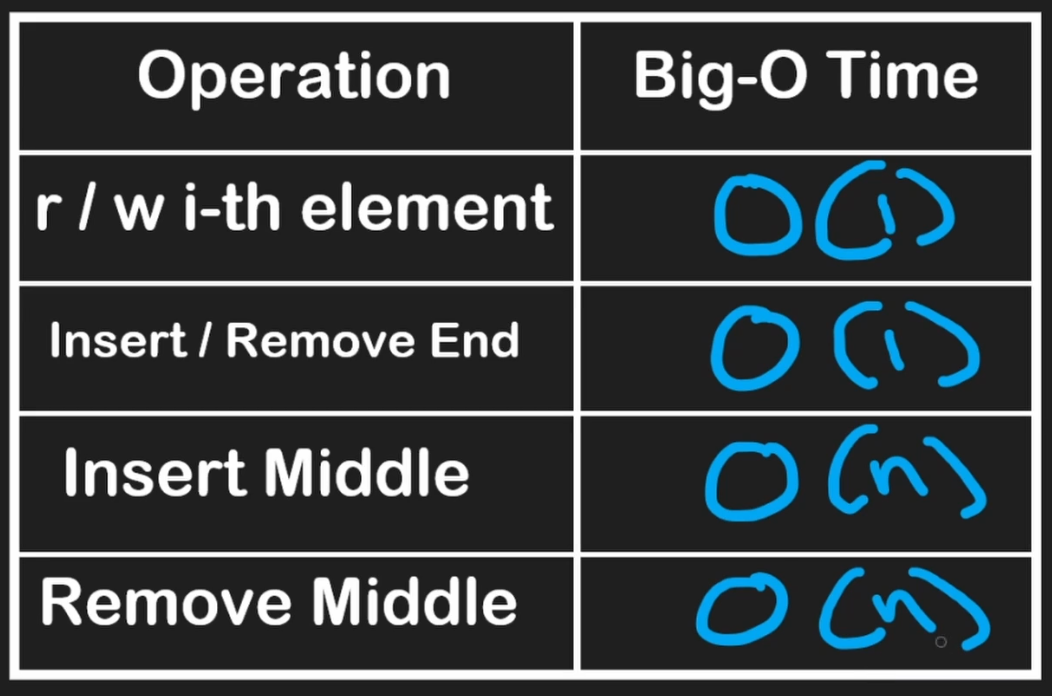 Operation Big-O Time
r / w i-th element O(1)
Insert / Remove End O(1)
Insert Middle O(n)
Remove Middle O(n)